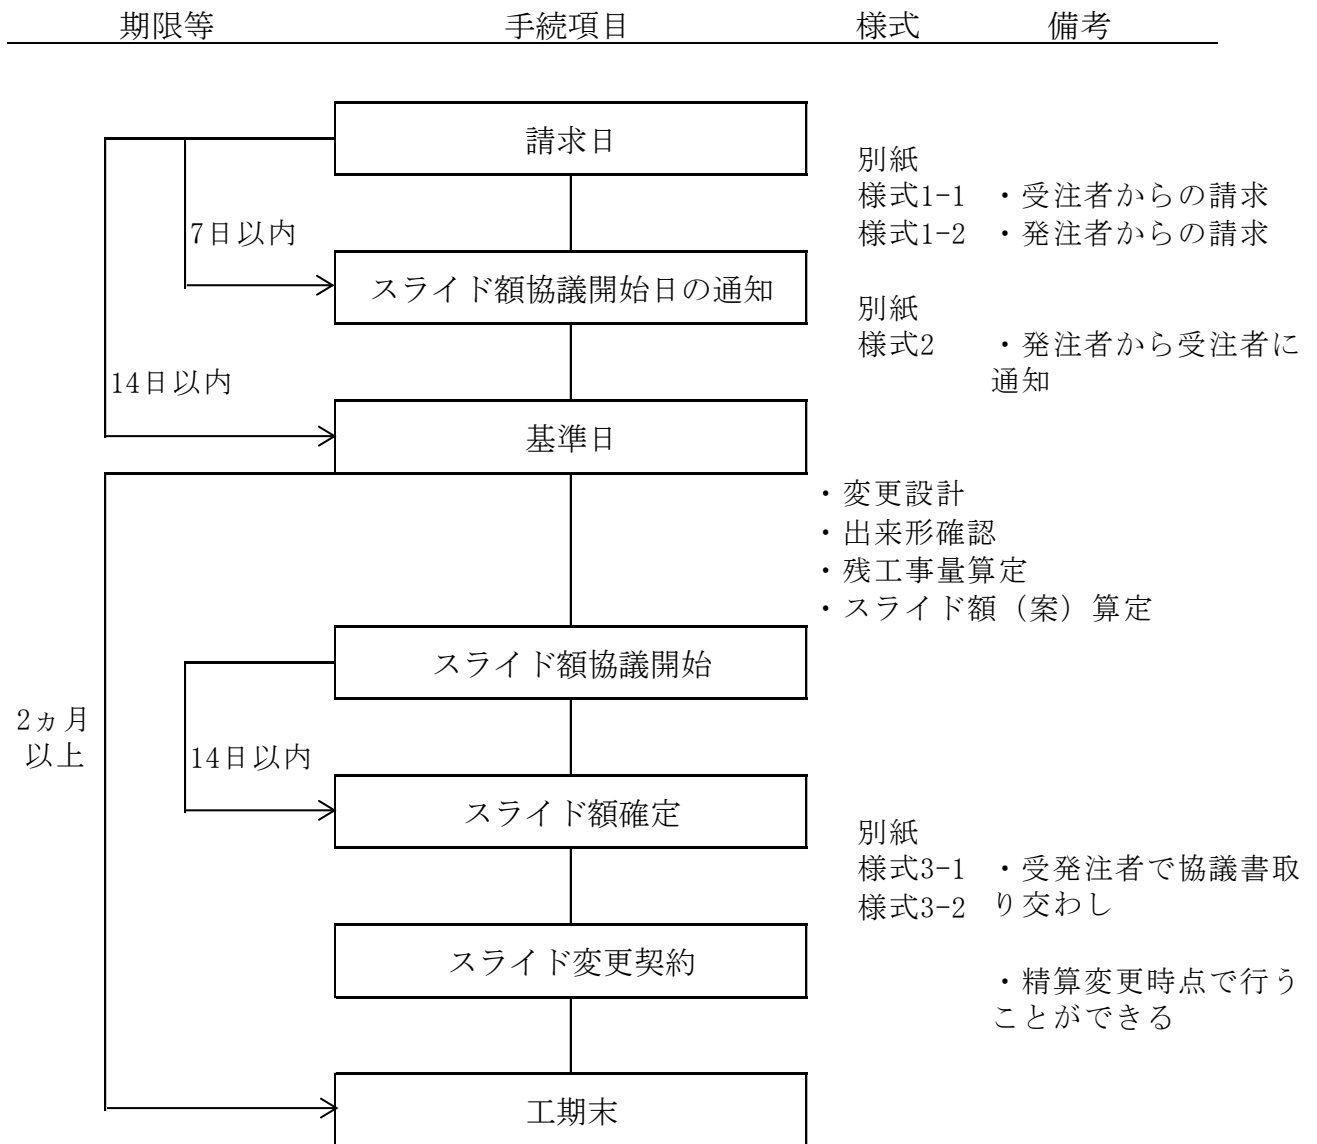 期限等 手続項目 様式 備考
請求日
別紙
様式1-1 ・受注者からの請求
様式1-2 ・発注者からの請求
7日以内
スライド額協議開始日の通知
別紙
様式2 ・発注者から受注者に
通知
14日以内
基準日
・変更設計
・出来形確認
・残工事量算定
・スライド額（案）算定
スライド額協議開始
2ヵ月
以上
14日以内
スライド額確定
別紙
様式3-1 ・受発注者で協議書取
様式3-2 り交わし
スライド変更契約
・精算変更時点で行う
ことができる
工期末